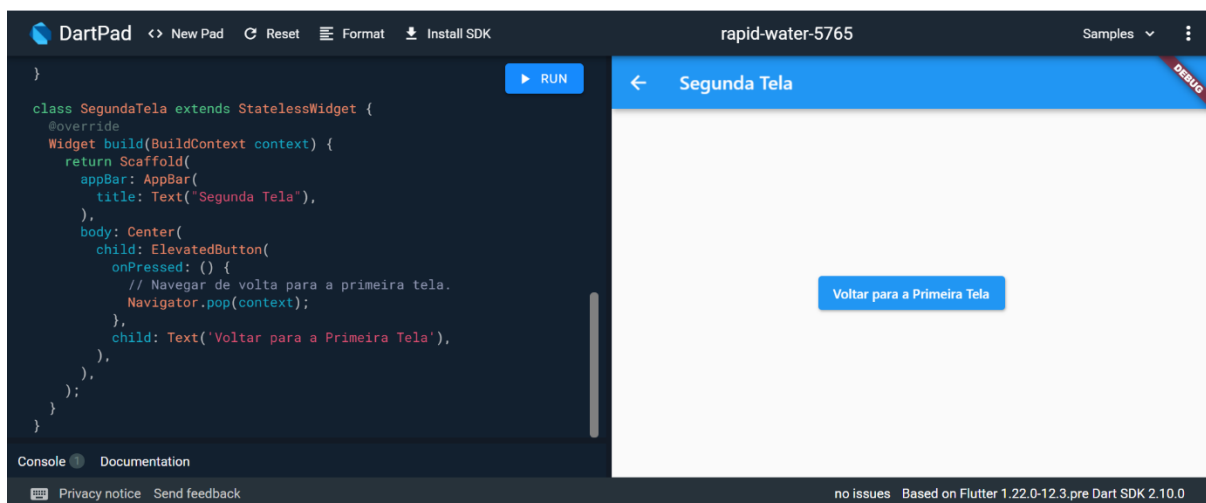 DartPad <> New Pad Reset Format Install SDK rapid-water-5765 Samples
}
RUN
class SegundaTela extends StatelessWidget {
@override
Widget build(BuildContext context) {
return Scaffold(
appBar: AppBar(
title: Text("Segunda Tela"),
),
body: Center(
child: ElevatedButton(
onPressed: () {
// Navegar de volta para a primeira tela.
Navigator.pop(context);
},
child: Text('Voltar para a Primeira Tela'),
),
),
);
}
}
Segunda Tela
DEBUG
Voltar para a Primeira Tela
Console 1 Documentation
Privacy notice Send feedback
no issues Based on Flutter 1.22.0-12.3.pre Dart SDK 2.10.0